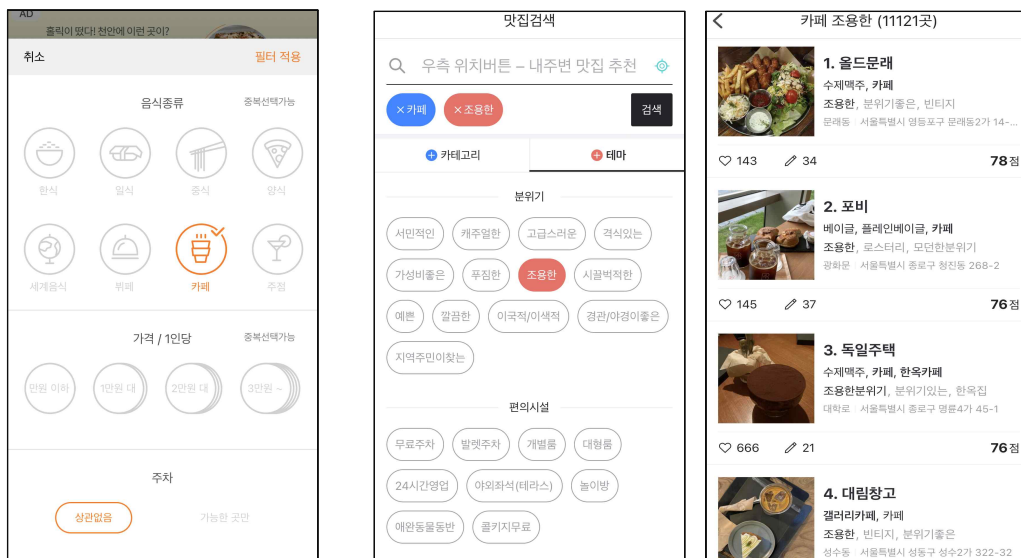 AD
홀릭이 떴다! 천안에 이런 곳이?
취소
필터 적용
음식종류
중복선택가능
한식
일식
중식
양식
세계음식
뷔페
카페
주점
가격 / 1인당
중복선택가능
만원 이하
1만원 대
2만원 대
3만원 ~
주차
상관없음
가능한 곳만
맛집검색
우측 위치버튼 – 내주변 맛집 추천
×카페
×조용한
검색
카테고리
테마
분위기
서민적인
캐주얼한
고급스러운
격식있는
가성비좋은
푸짐한
조용한
시끌벅적한
예쁜
깔끔한
이국적/이색적
경관/야경이좋은
지역주민이찾는
편의시설
무료주차
발렛주차
개별룸
대형룸
24시간영업
야외좌석(테라스)
놀이방
애완동물동반
콜키지무료
카페 조용한 (11121곳)
1. 올드문래
수제맥주, 카페
조용한, 분위기좋은, 빈티지
문래동 | 서울특별시 영등포구 문래동2가 14-...
143
34
78점
2. 포비
베이글, 플레인베이글, 카페
조용한, 로스터리, 모던한분위기
광화문 | 서울특별시 종로구 청진동 268-2
145
37
76점
3. 독일주택
수제맥주, 카페, 한옥카페
조용한분위기, 분위기있는, 한옥집
대학로 | 서울특별시 종로구 명륜4가 45-1
666
21
76점
4. 대림창고
갤러리카페, 카페
조용한, 빈티지, 분위기좋은
성수동 | 서울특별시 성동구 성수2가 322-32